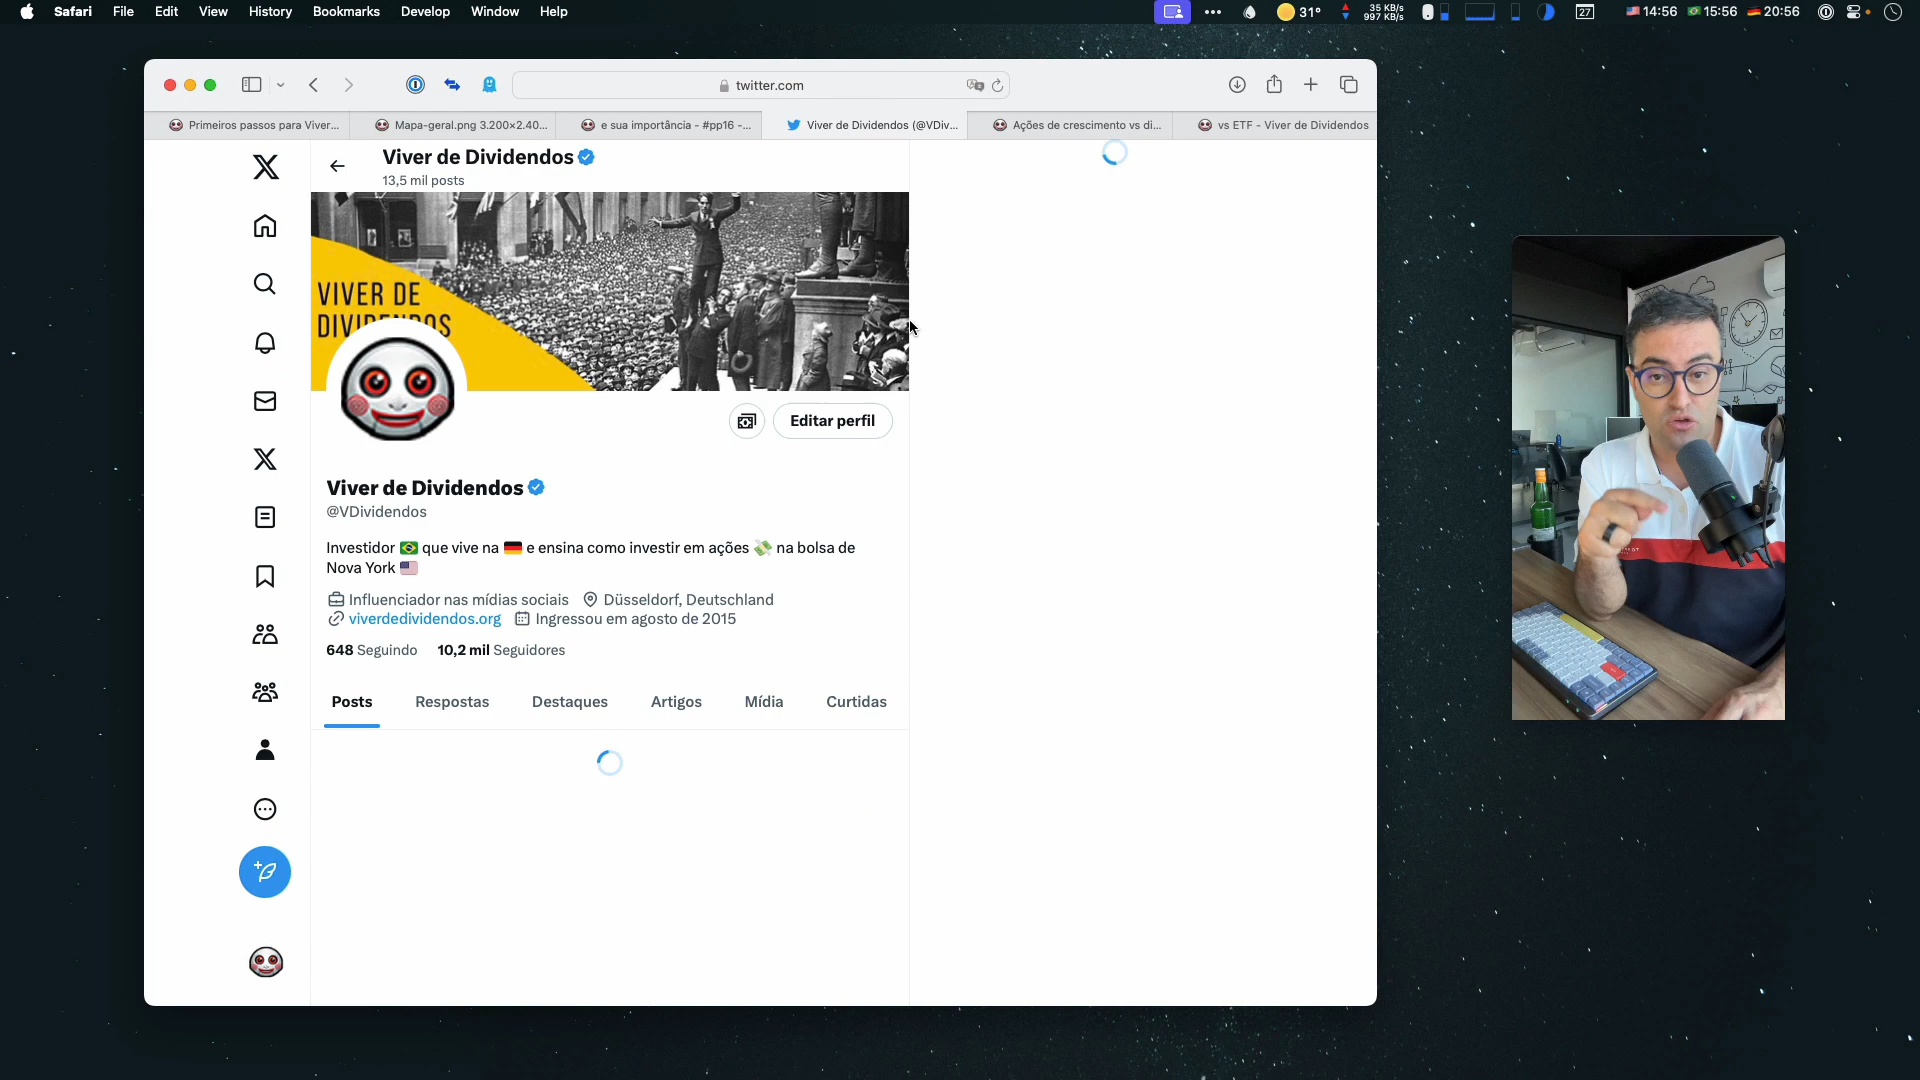 Safari File Edit View History Bookmarks Develop Window Help
31° 35 KB/s 997 KB/s 27 14:56 15:56 20:56
twitter.com
Primeiros passos para Viver...
Mapa-geral.png 3.200×2.40...
e sua importância - #pp16 -...
Viver de Dividendos (@VDiv...
Ações de crescimento vs di...
vs ETF - Viver de Dividendos
Viver de Dividendos
13,5 mil posts
VIVER DE
DIVIDENDOS
Editar perfil
Viver de Dividendos
@VDividendos
Investidor 🇧🇷 que vive na 🇩🇪 e ensina como investir em ações 💸 na bolsa de
Nova York 🇺🇸
Influenciador nas mídias sociais Düsseldorf, Deutschland
viverdedividendos.org Ingressou em agosto de 2015
648 Seguindo 10,2 mil Seguidores
Posts Respostas Destaques Artigos Mídia Curtidas